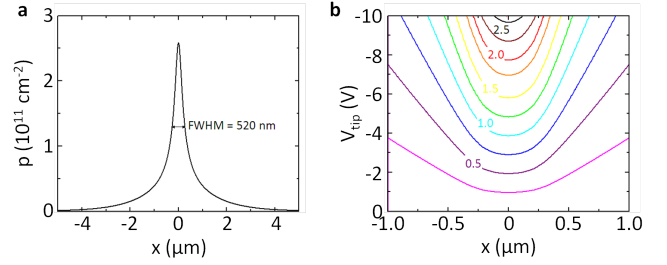 a
p (10¹¹ cm⁻²)
3
2
1
0
FWHM = 520 nm
-4 -2 0 2 4
x (µm)
b
V_tip (V)
-10
-8
-6
-4
-2
0
2.5
2.0
1.5
1.0
0.5
-1.0 -0.5 0 0.5 1.0
x (µm)